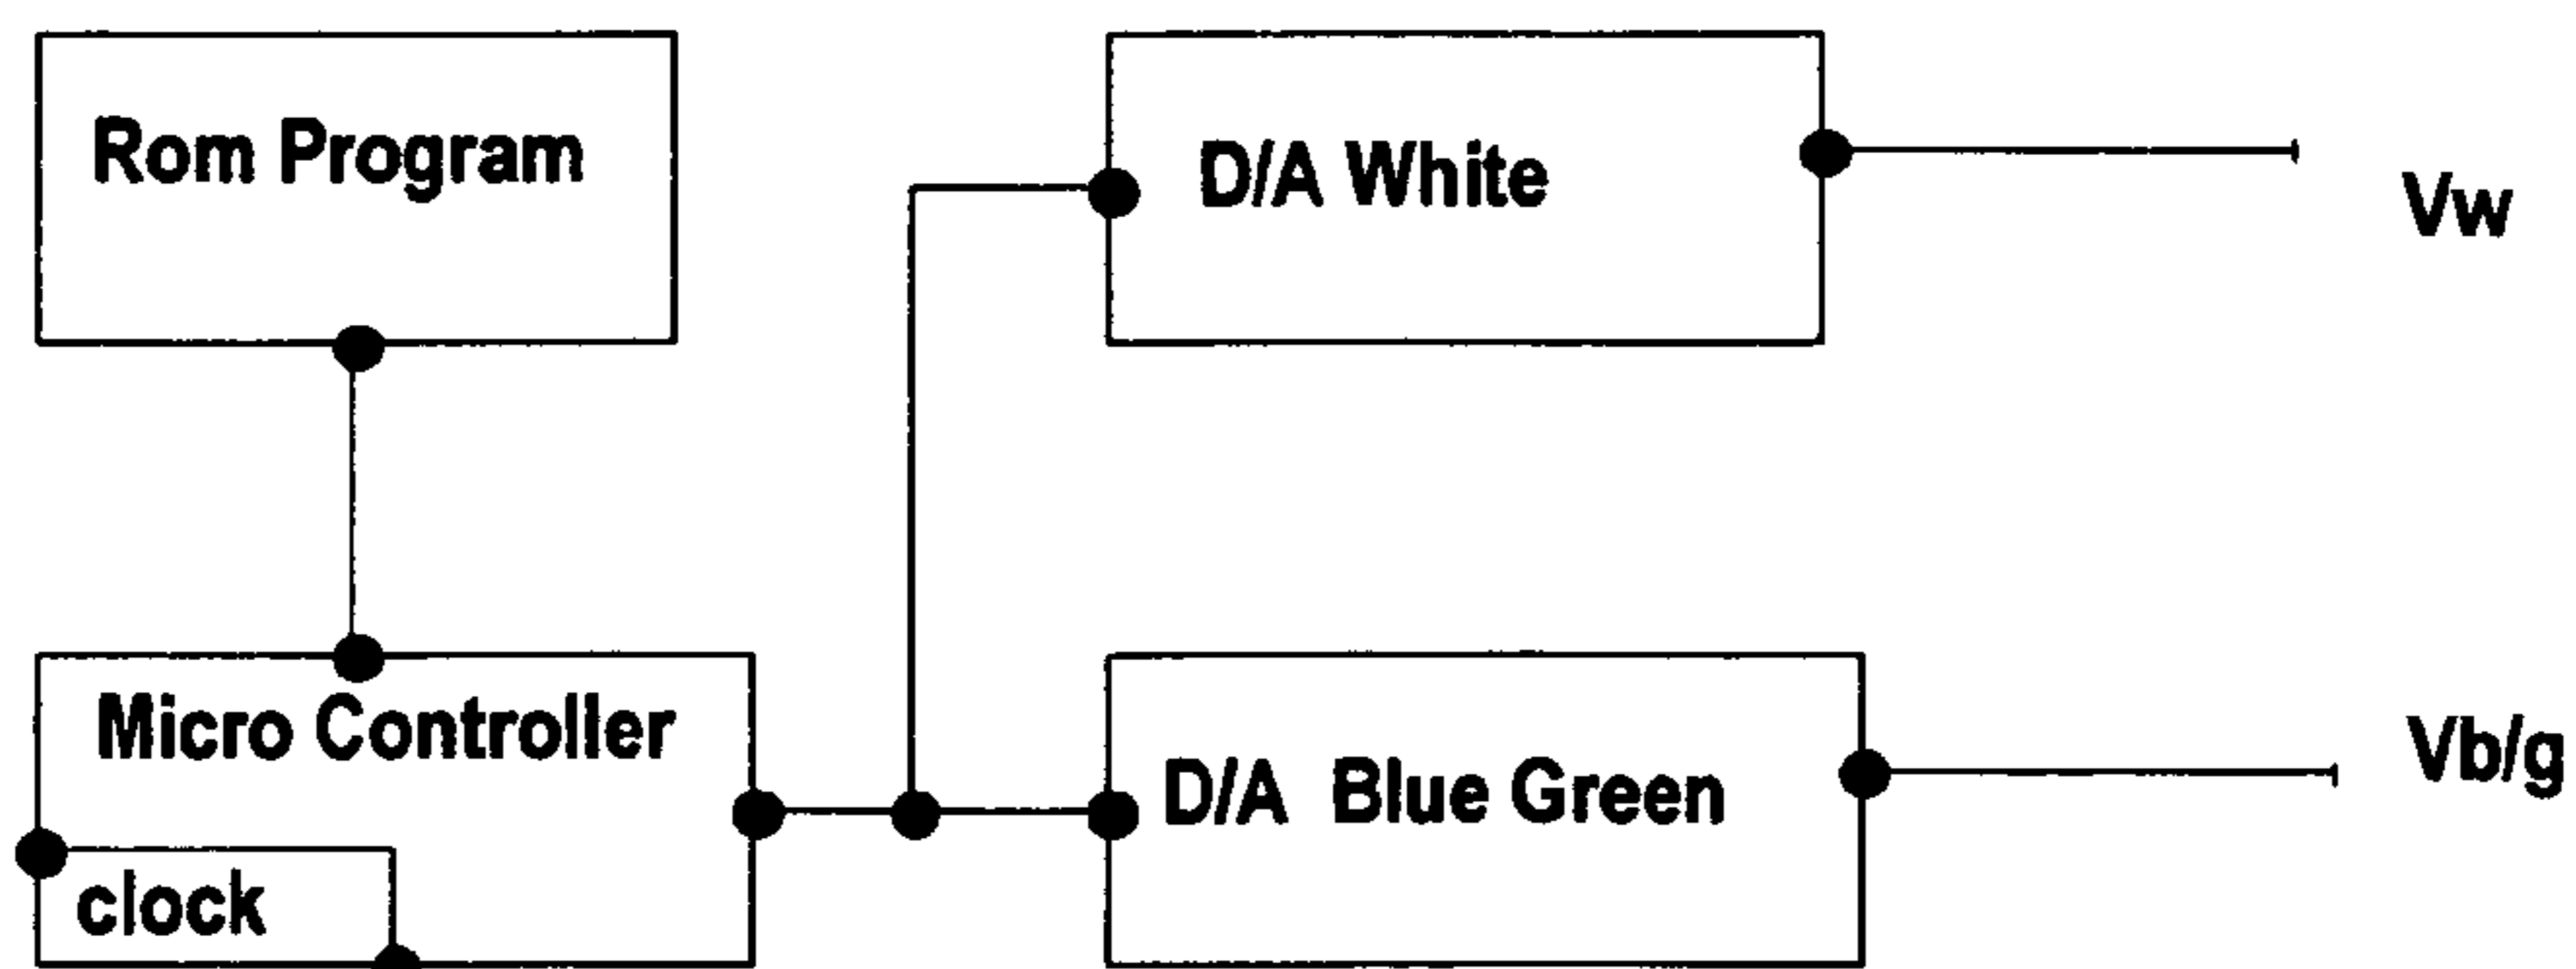 Rom Program
D/A White
Vw
Micro Controller
D/A Blue Green
Vb/g
clock